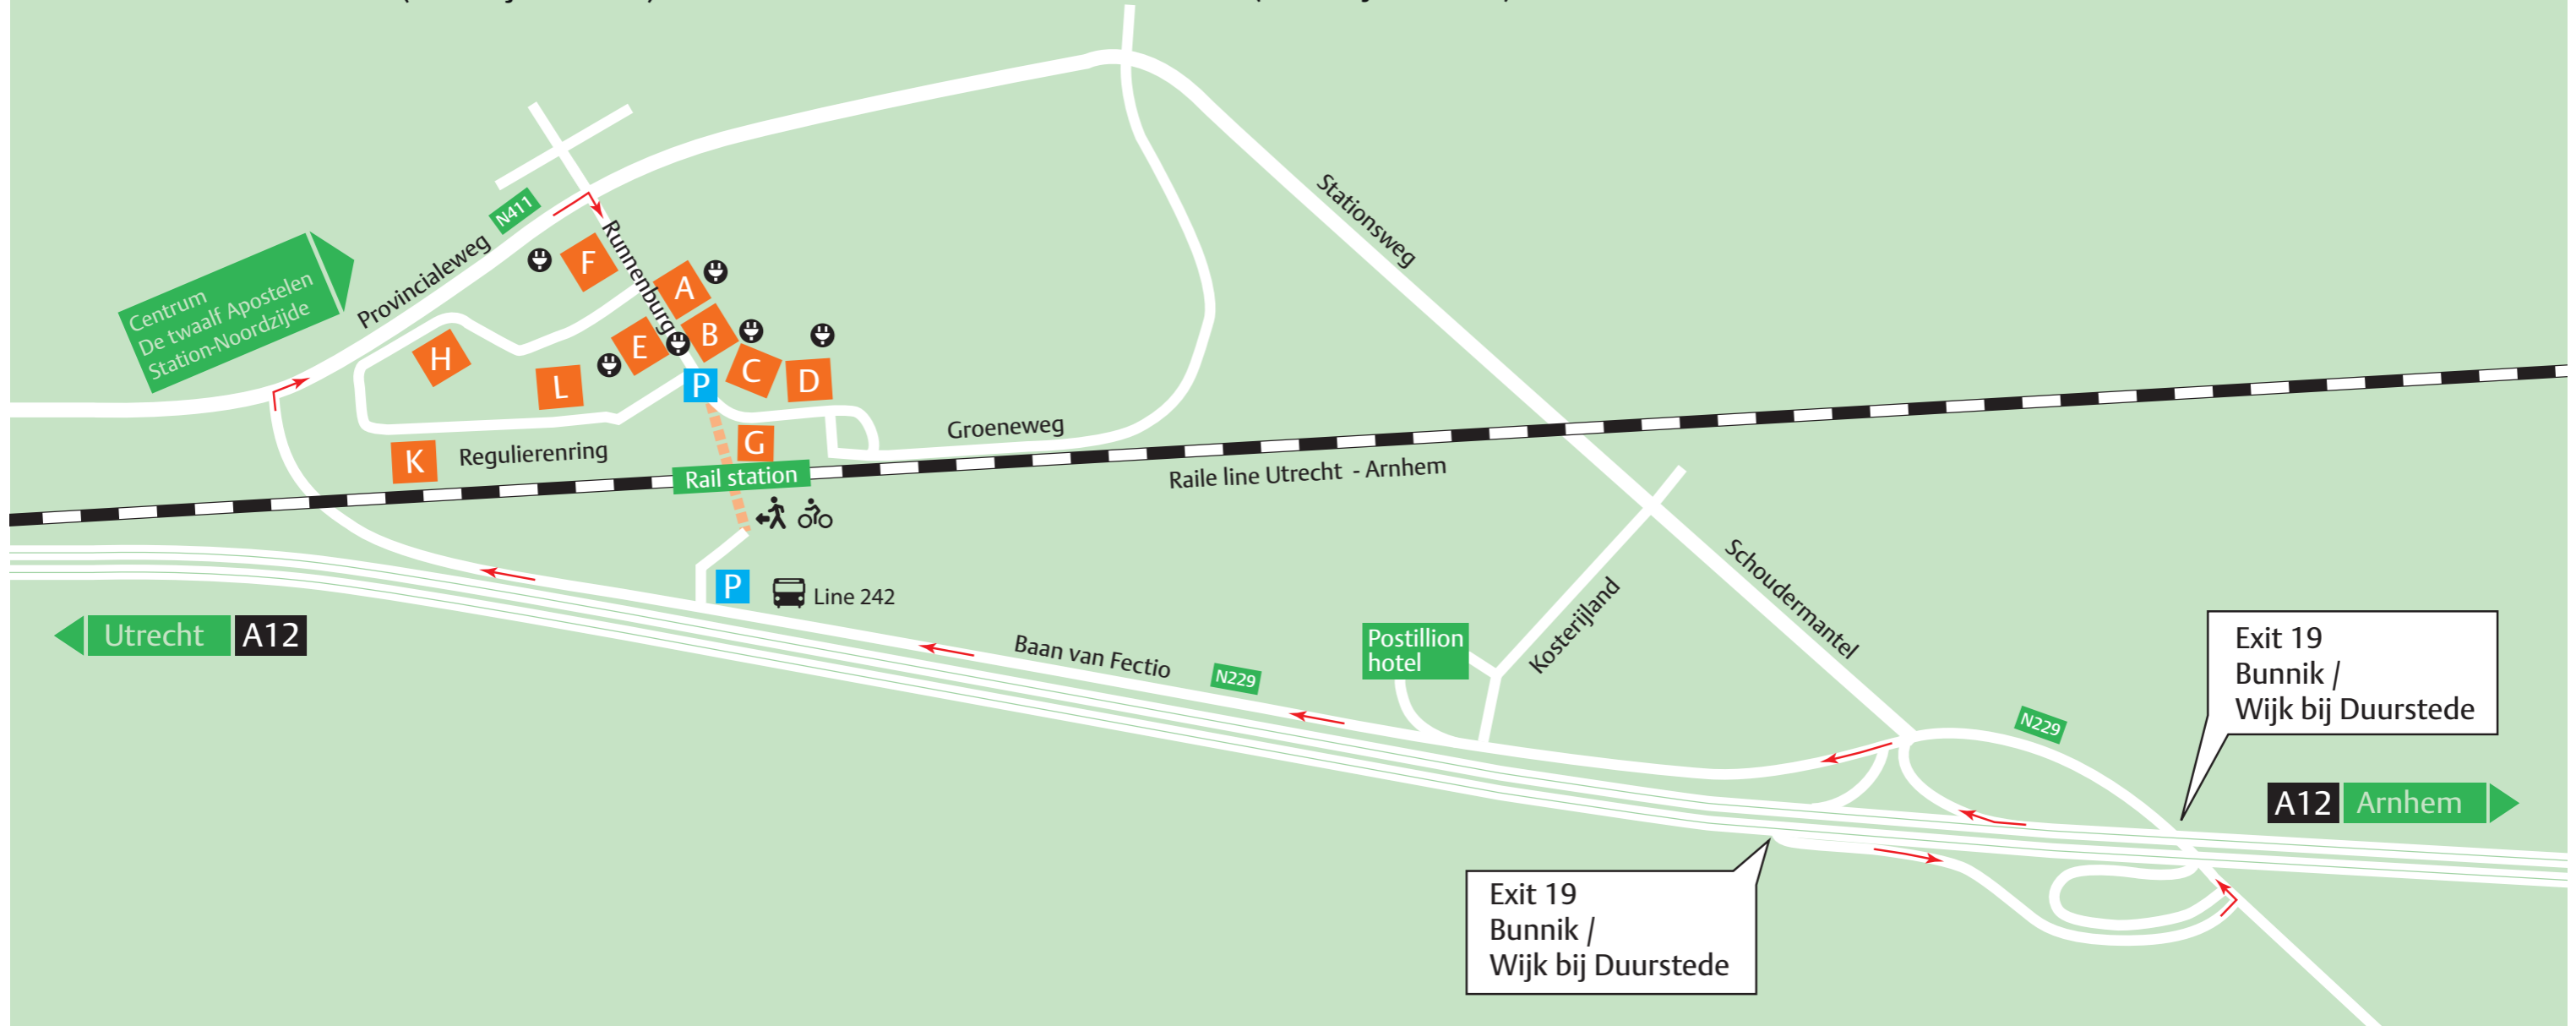 N411
Provincialeweg
Centrum
De twaalf Apostelen
Station-Noordzijde
Runnenburg
F
A
B
E
C
D
H
L
P
G
K
Regulierenring
Groeneweg
Rail station
Raile line Utrecht - Arnhem
Stationsweg
Schoudermantel
Kosterijland
P
Line 242
Utrecht A12
Baan van Fectio
N229
Postillion
hotel
N229
Exit 19
Bunnik /
Wijk bij Duurstede
A12 Arnhem
Exit 19
Bunnik /
Wijk bij Duurstede